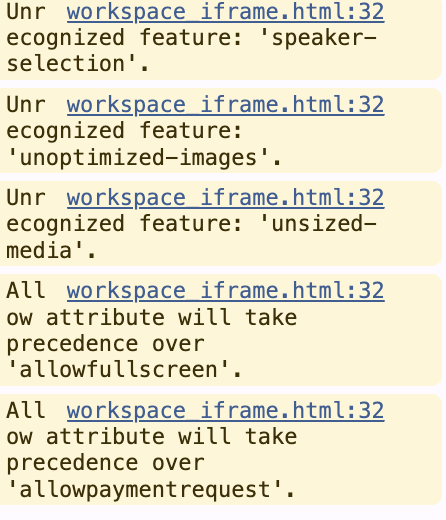 Unr workspace_iframe.html:32
ecognized feature: 'speaker-
selection'.
Unr workspace_iframe.html:32
ecognized feature:
'unoptimized-images'.
Unr workspace_iframe.html:32
ecognized feature: 'unsized-
media'.
All workspace_iframe.html:32
ow attribute will take
precedence over
'allowfullscreen'.
All workspace_iframe.html:32
ow attribute will take
precedence over
'allowpaymentrequest'.